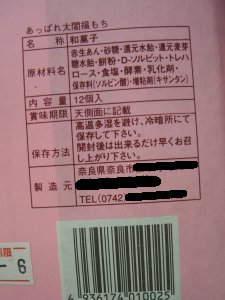 あっぱれ太閤福もち
名称 和菓子
原材料名 赤生あん・砂糖・還元水飴・還元麦芽
糖水飴・餅粉・D-ソルビット・トレハ
ロース・食塩・酵素・乳化剤・
保存料(ソルビン酸)・増粘剤(キサンタン)
内容量 12個入
賞味期限 天側面に記載
保存方法 高温多湿を避け、冷暗所にて
保存して下さい。
開封後は出来るだけ早くお召
し上がり下さい。
製造元 奈良県奈良市
TEL(0742)
期限
-6
4 936174 010025